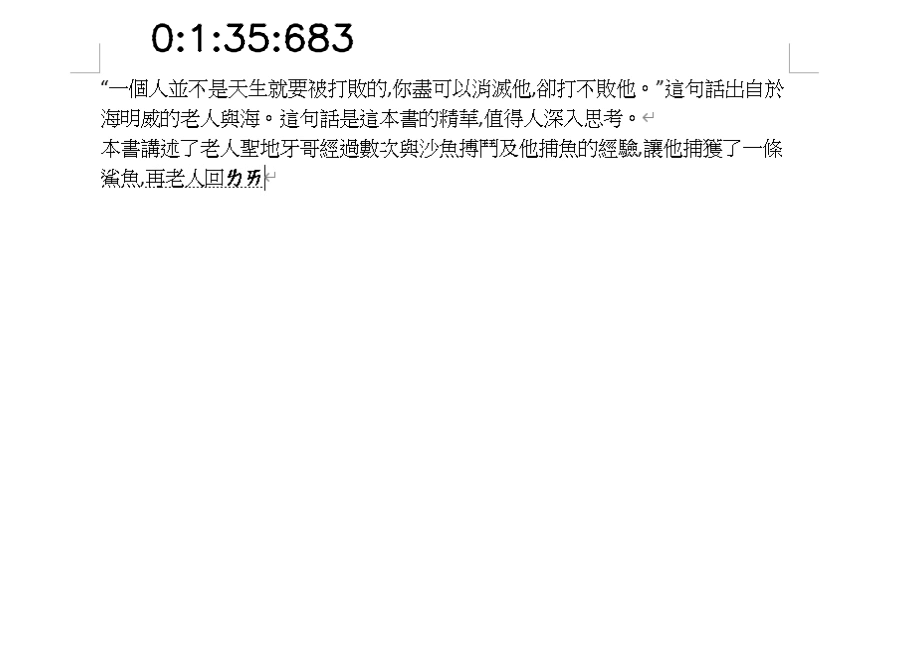 0:1:35:683
“一個人並不是天生就要被打敗的,你盡可以消滅他,卻打不敗他。”這句話出自於
海明威的老人與海。這句話是這本書的精華,值得人深入思考。↵
本書講述了老人聖地牙哥經過數次與沙魚搏鬥及他捕魚的經驗,讓他捕獲了一條
鯊魚,再老人回ㄌㄞ↵